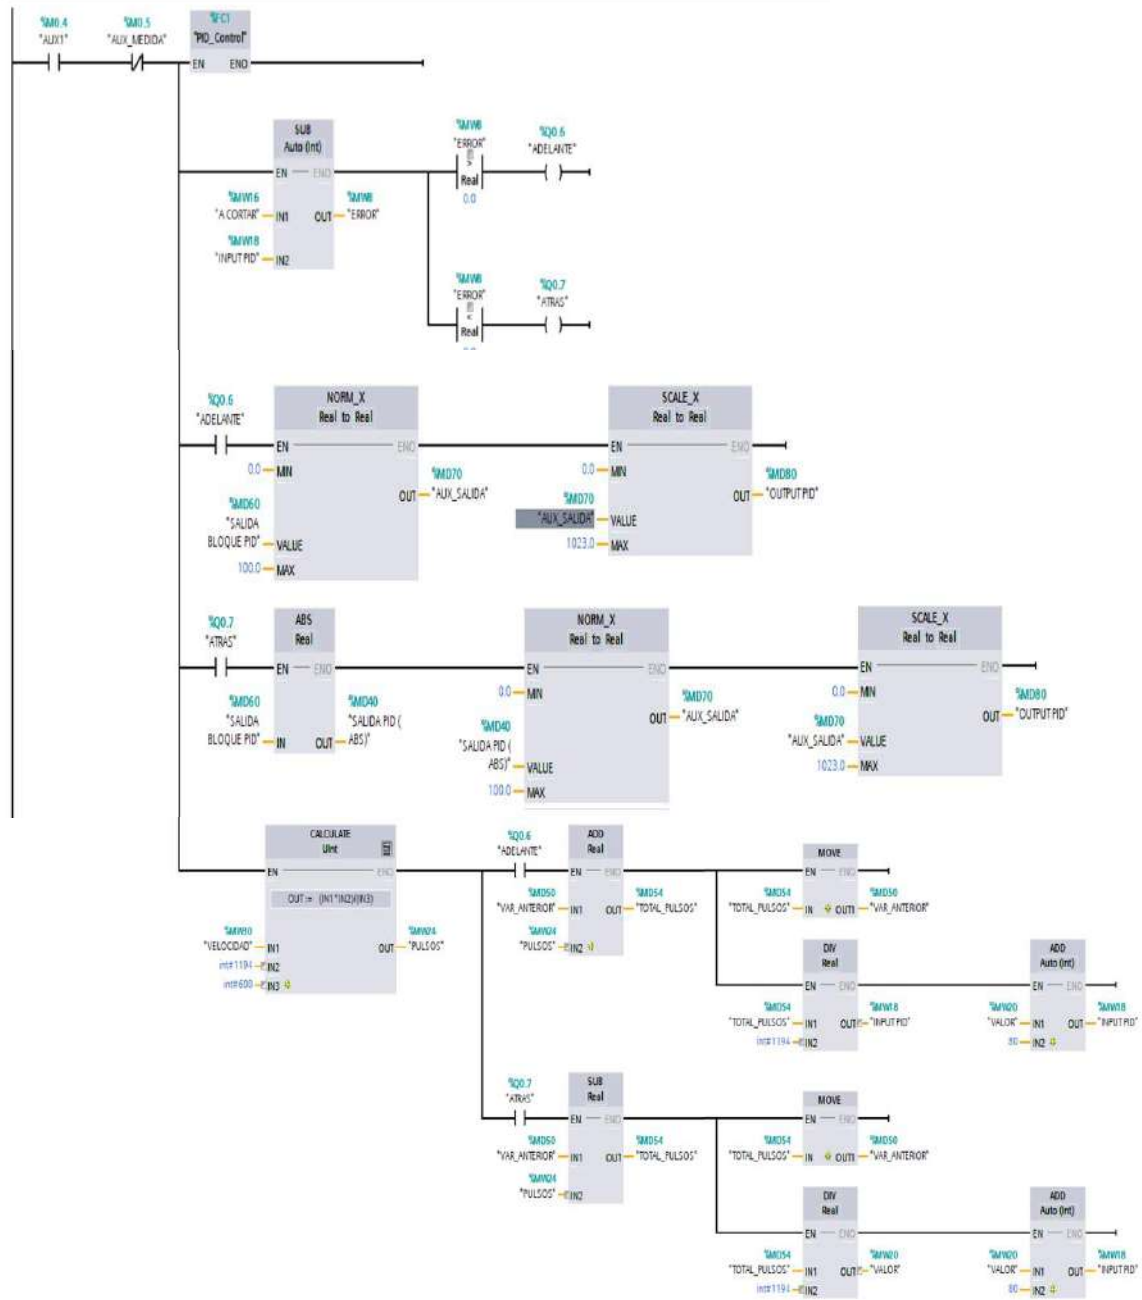 %M0.4
"AUX1"
%M0.5
"AUX_MEDIDA"
%FC1
"PID_Control"
EN ENO
SUB
Auto (Int)
EN ENO
%MW16
"A CORTAR" IN1
%MW18
"INPUT PID" IN2
OUT
%MW8
"ERROR"
%MW8
"ERROR"
>
Real
0.0
%Q0.6
"ADELANTE"
%MW8
"ERROR"
<
Real
%Q0.7
"ATRAS"
%Q0.6
"ADELANTE"
NORM_X
Real to Real
EN ENO
0.0 MIN
%MD60
"SALIDA
BLOQUE PID" VALUE
100.0 MAX
OUT
%MD70
"AUX_SALIDA"
SCALE_X
Real to Real
EN ENO
0.0 MIN
%MD70
"AUX_SALIDA" VALUE
1023.0 MAX
OUT
%MD80
"OUTPUT PID"
%Q0.7
"ATRAS"
ABS
Real
EN ENO
%MD60
"SALIDA
BLOQUE PID" IN
OUT
%MD40
"SALIDA PID (
ABS)"
NORM_X
Real to Real
EN ENO
0.0 MIN
%MD40
"SALIDA PID (
ABS)" VALUE
100.0 MAX
OUT
%MD70
"AUX_SALIDA"
SCALE_X
Real to Real
EN ENO
0.0 MIN
%MD70
"AUX_SALIDA" VALUE
1023.0 MAX
OUT
%MD80
"OUTPUT PID"
CALCULATE
UInt
EN ENO
OUT := (IN1*IN2)/(IN3)
"VELOCIDAD" IN1
int#1194 IN2
int#600 IN3
OUT
%MW24
"PULSOS"
%Q0.6
"ADELANTE"
ADD
Real
EN ENO
%MD50
"VAR_ANTERIOR" IN1
%MW24
"PULSOS" IN2
OUT
%MD54
"TOTAL_PULSOS"
MOVE
EN ENO
%MD54
"TOTAL_PULSOS" IN
OUT1
%MD50
"VAR_ANTERIOR"
DIV
Real
EN ENO
%MD54
"TOTAL_PULSOS" IN1
int#1194 IN2
OUT
%MW18
"INPUT PID"
ADD
Auto (Int)
EN ENO
%MW20
"VALOR" IN1
80 IN2
OUT
%MW18
"INPUT PID"
%Q0.7
"ATRAS"
SUB
Real
EN ENO
%MD50
"VAR_ANTERIOR" IN1
%MW24
"PULSOS" IN2
OUT
%MD54
"TOTAL_PULSOS"
MOVE
EN ENO
%MD54
"TOTAL_PULSOS" IN
OUT1
%MD50
"VAR_ANTERIOR"
DIV
Real
EN ENO
%MD54
"TOTAL_PULSOS" IN1
int#1194 IN2
OUT
%MW20
"VALOR"
ADD
Auto (Int)
EN ENO
%MW20
"VALOR" IN1
80 IN2
OUT
%MW18
"INPUT PID"